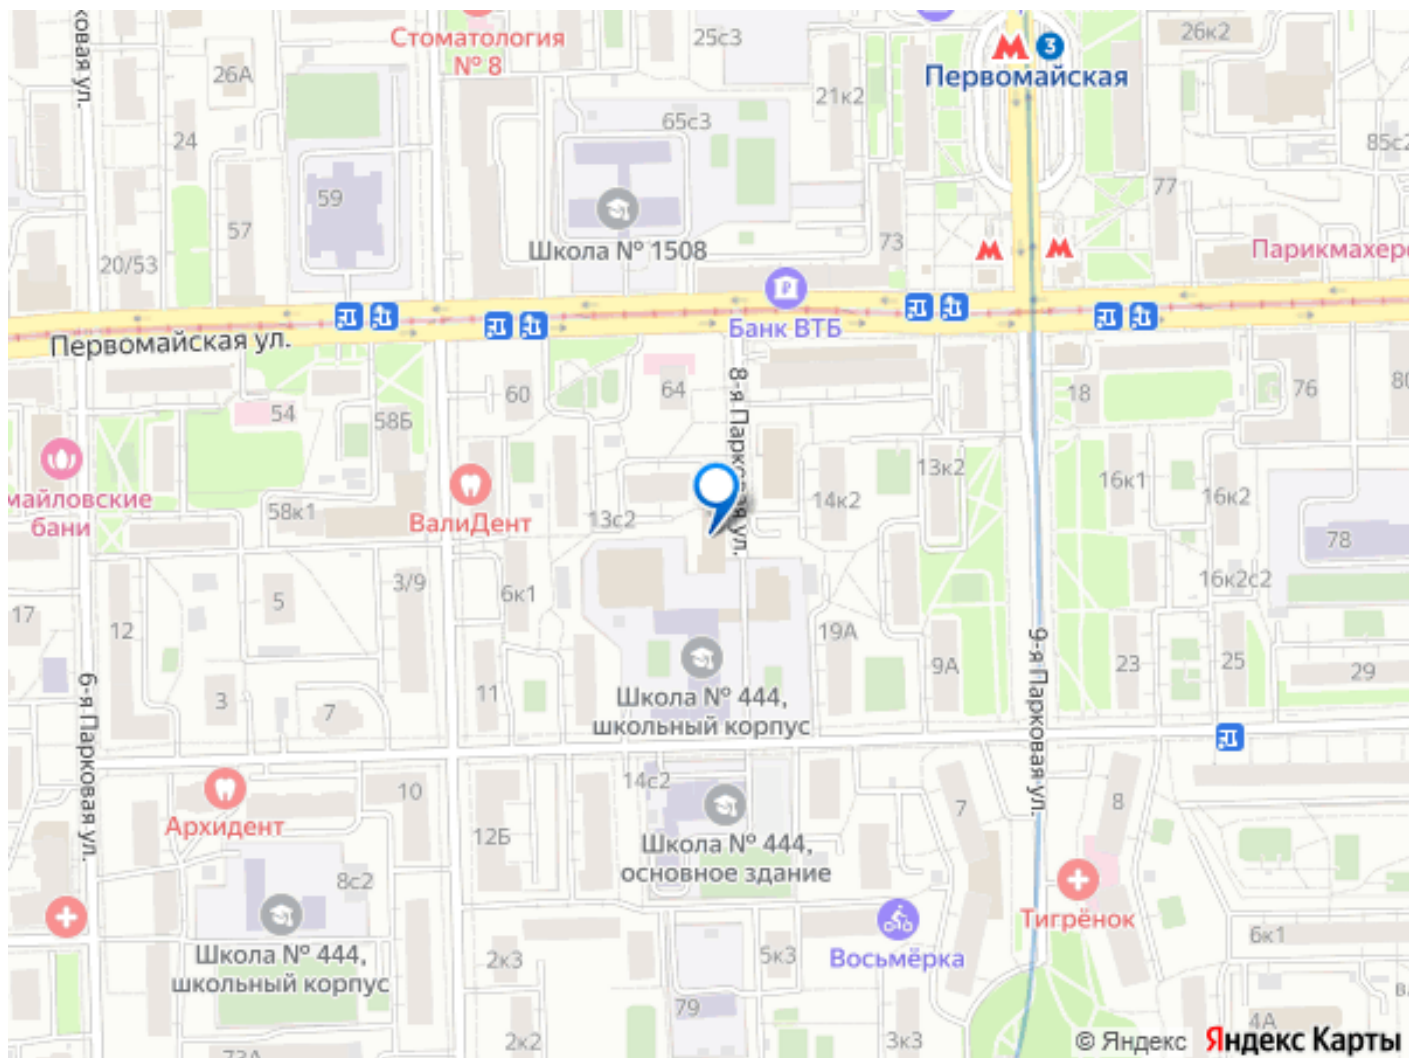 ковая ул.
Стоматология
№ 8
25с3
26к2
3
Первомайская
26А
21к2
65с3
24
85с2
59
77
57
73
20/53
Школа № 1508
Парикмахерс
Банк ВТБ
Первомайская ул.
8-я Парковая ул.
60
64
18
76
80
54
58Б
13к2
16к1
16к2
14к2
майловские
бани
58к1
ВалиДент
13с2
78
3/9
6к1
5
16к2с2
17
12
19А
9А
23
25
29
6-я Парковая ул.
9-я Парковая ул.
3
7
11
Школа № 444,
школьный корпус
10
14с2
7
8
Архидент
12Б
Школа № 444,
основное здание
8с2
Тигрёнок
Школа № 444,
школьный корпус
2к3
5к3
Восьмёрка
6к1
79
2к2
3к3
4А
73А
© Яндекс Яндекс Карты